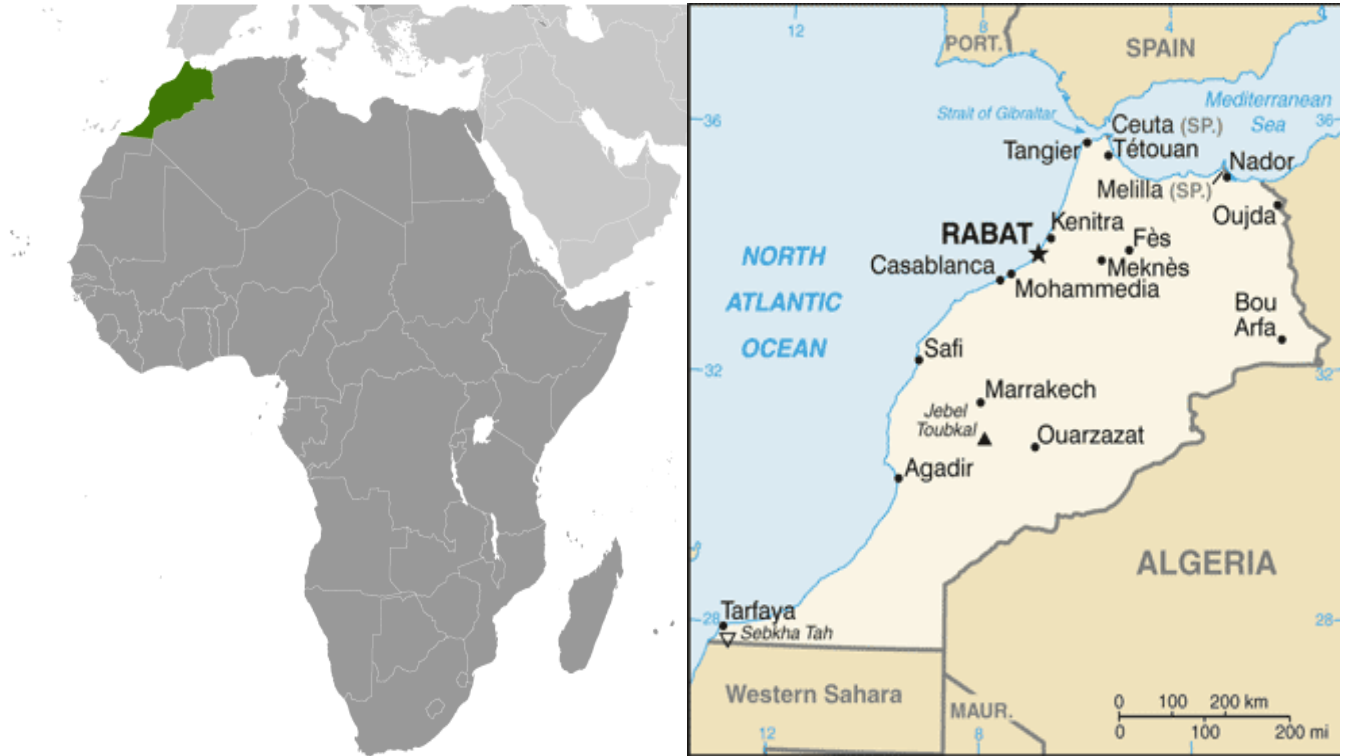 12
8
4
PORT.
SPAIN
36
Strait of Gibraltar
Mediterranean
Sea
36
Ceuta (SP.)
Tangier
Tétouan
Nador
Melilla (SP.)
Oujda
Kenitra
RABAT
Fès
Meknès
Casablanca
Mohammedia
NORTH
ATLANTIC
OCEAN
Bou
Arfa
Safi
32
32
Marrakech
Jebel
Toubkal
Ouarzazat
Agadir
ALGERIA
Tarfaya
28
28
Sebkha Tah
Western Sahara
MAUR.
0 100 200 km
0 100 200 mi
12
8